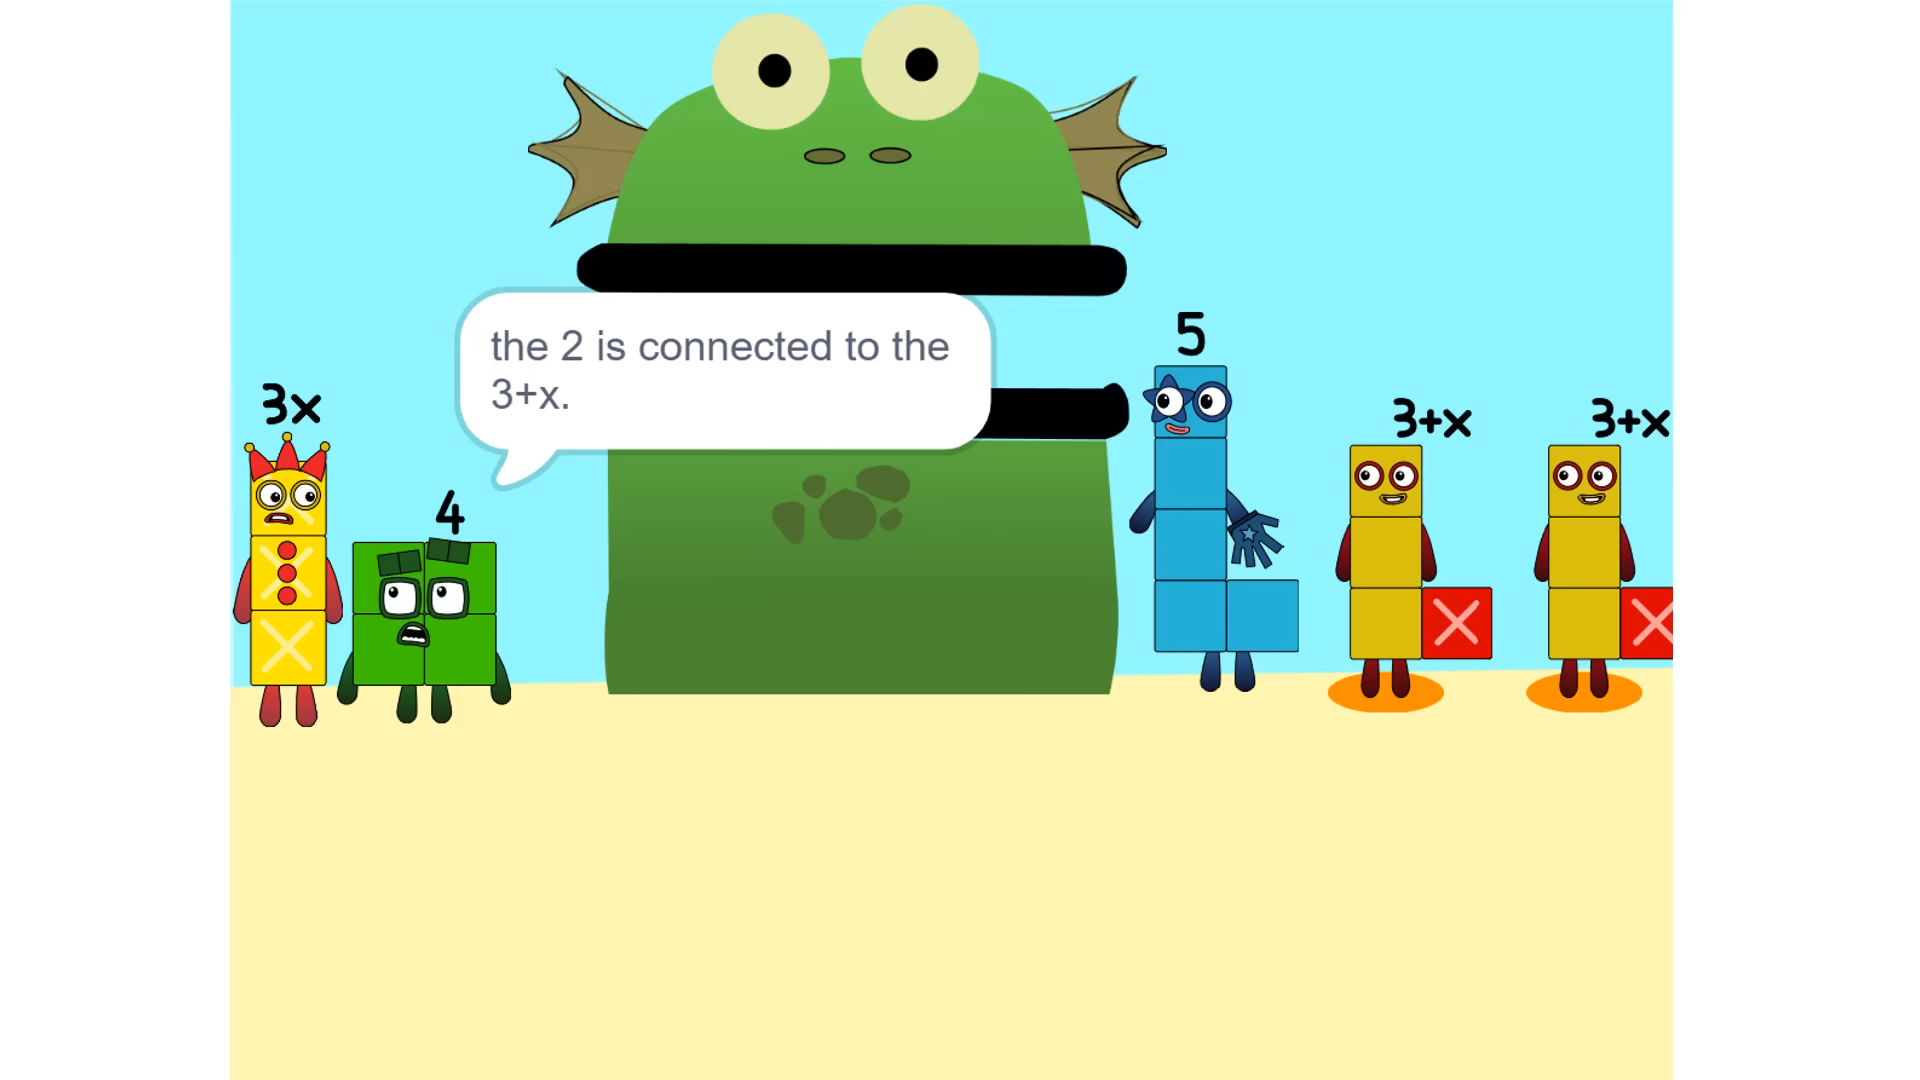 the 2 is connected to the
3+x.
5
3x
3+x
3+x
4